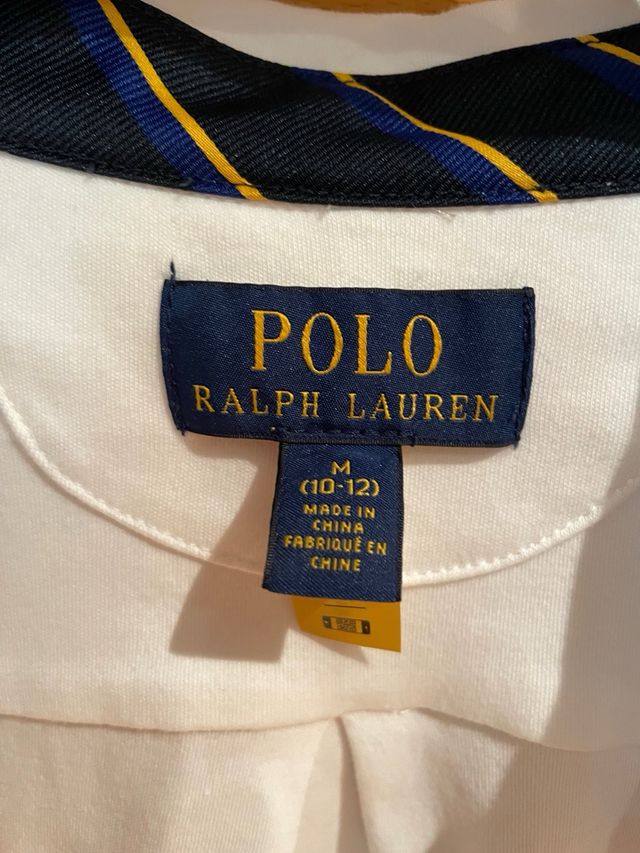 POLO
RALPH LAUREN
M
(10-12)
MADE IN
CHINA
FABRIQUÉ EN
CHINE